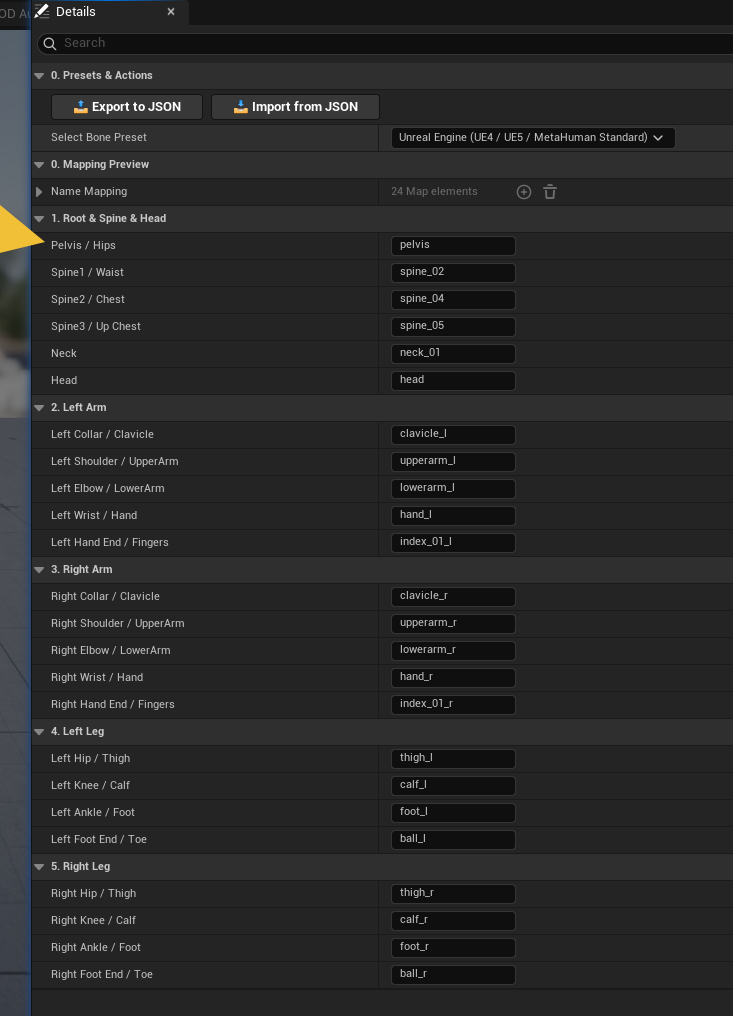 OD A
Details
Search
0. Presets & Actions
Export to JSON Import from JSON
Select Bone Preset Unreal Engine (UE4 / UE5 / MetaHuman Standard)
0. Mapping Preview
Name Mapping 24 Map elements
1. Root & Spine & Head
Pelvis / Hips pelvis
Spine1 / Waist spine_02
Spine2 / Chest spine_04
Spine3 / Up Chest spine_05
Neck neck_01
Head head
2. Left Arm
Left Collar / Clavicle clavicle_l
Left Shoulder / UpperArm upperarm_l
Left Elbow / LowerArm lowerarm_l
Left Wrist / Hand hand_l
Left Hand End / Fingers index_01_l
3. Right Arm
Right Collar / Clavicle clavicle_r
Right Shoulder / UpperArm upperarm_r
Right Elbow / LowerArm lowerarm_r
Right Wrist / Hand hand_r
Right Hand End / Fingers index_01_r
4. Left Leg
Left Hip / Thigh thigh_l
Left Knee / Calf calf_l
Left Ankle / Foot foot_l
Left Foot End / Toe ball_l
5. Right Leg
Right Hip / Thigh thigh_r
Right Knee / Calf calf_r
Right Ankle / Foot foot_r
Right Foot End / Toe ball_r